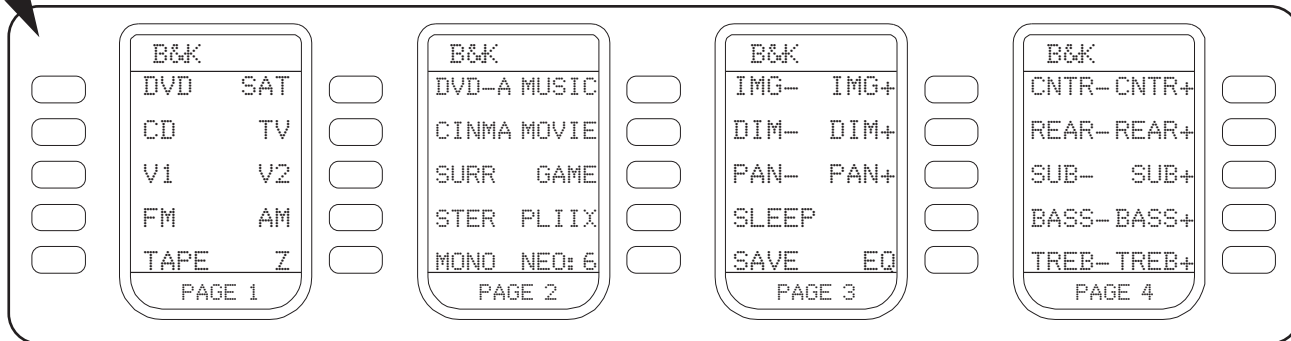 B&K
DVD SAT
CD TV
V1 V2
FM AM
TAPE Z
PAGE 1
B&K
DVD-A MUSIC
CINMA MOVIE
SURR GAME
STER PLIIX
MONO NEO:6
PAGE 2
B&K
IMG- IMG+
DIM- DIM+
PAN- PAN+
SLEEP
SAVE EQ
PAGE 3
B&K
CNTR- CNTR+
REAR- REAR+
SUB- SUB+
BASS- BASS+
TREB- TREB+
PAGE 4